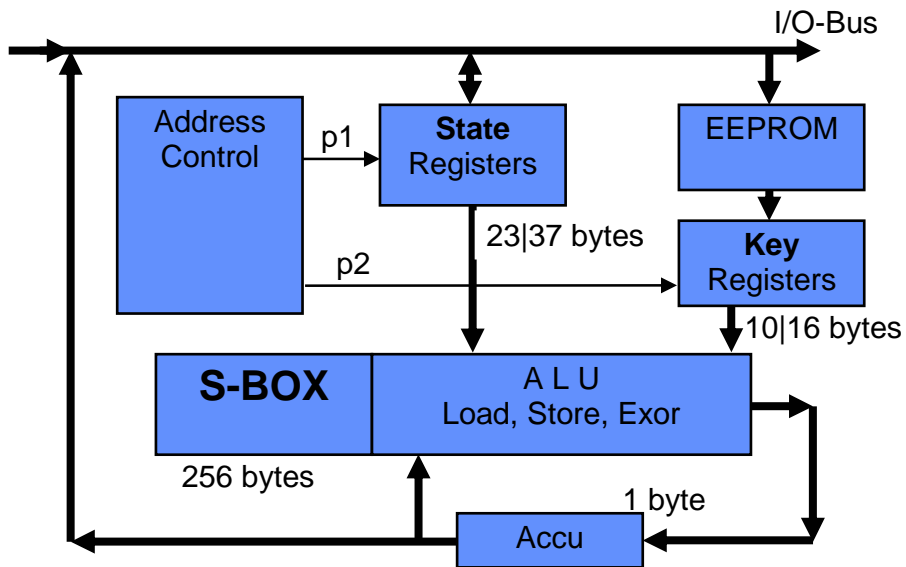 I/O-Bus
Address
Control
p1
State
Registers
EEPROM
23|37 bytes
p2
Key
Registers
10|16 bytes
S-BOX
A L U
Load, Store, Exor
256 bytes
1 byte
Accu